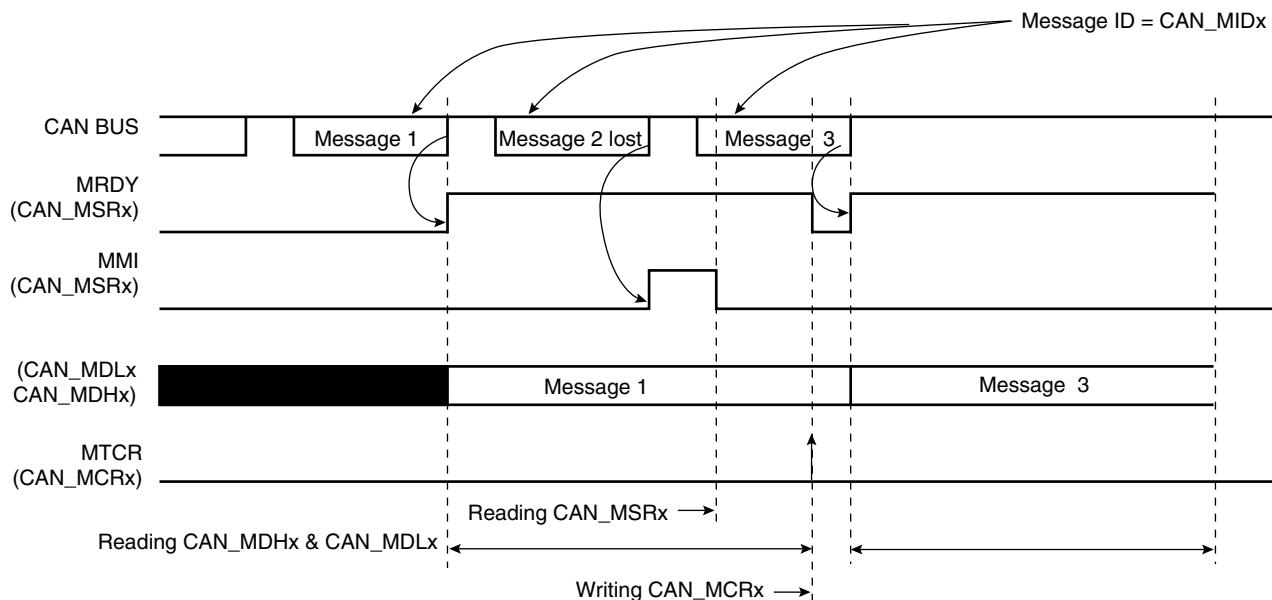 Message ID = CAN_MIDx
CAN BUS
Message 1
Message 2 lost
Message 3
MRDY
(CAN_MSRx)
MMI
(CAN_MSRx)
(CAN_MDLx
CAN_MDHx)
Message 1
Message 3
MTCR
(CAN_MCRx)
Reading CAN_MSRx
Reading CAN_MDHx & CAN_MDLx
Writing CAN_MCRx